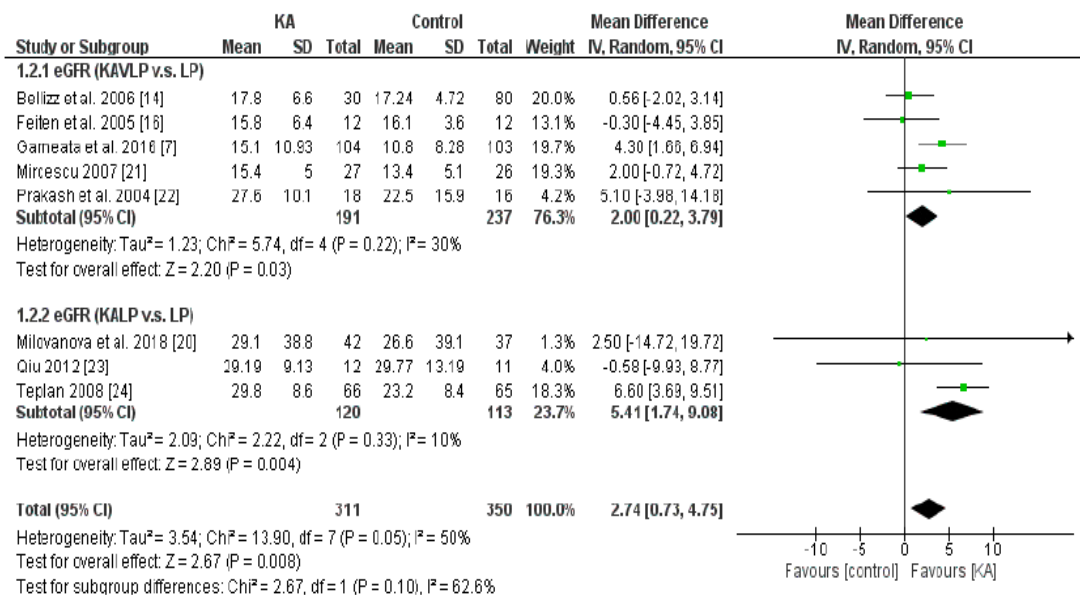 KA Control Mean Difference Mean Difference
Study or Subgroup Mean SD Total Mean SD Total Weight IV, Random, 95% CI IV, Random, 95% CI
1.2.1 eGFR (KAVLP v.s. LP)
Bellizz et al. 2006 [14] 17.8 6.6 30 17.24 4.72 80 20.0% 0.56 [-2.02, 3.14]
Feiten et al. 2005 [16] 15.8 6.4 12 16.1 3.6 12 13.1% -0.30 [-4.45, 3.85]
Garneata et al. 2016 [7] 15.1 10.93 104 10.8 8.28 103 19.7% 4.30 [1.66, 6.94]
Mircescu 2007 [21] 15.4 5 27 13.4 5.1 26 19.3% 2.00 [-0.72, 4.72]
Prakash et al. 2004 [22] 27.6 10.1 18 22.5 15.9 16 4.2% 5.10 [-3.98, 14.18]
Subtotal (95% CI) 191 237 76.3% 2.00 [0.22, 3.79]
Heterogeneity: Tau² = 1.23; Chi² = 5.74, df = 4 (P = 0.22); I² = 30%
Test for overall effect: Z = 2.20 (P = 0.03)
1.2.2 eGFR (KALP v.s. LP)
Milovanova et al. 2018 [20] 29.1 38.8 42 26.6 39.1 37 1.3% 2.50 [-14.72, 19.72]
Qiu 2012 [23] 29.19 9.13 12 29.77 13.19 11 4.0% -0.58 [-9.93, 8.77]
Teplan 2008 [24] 29.8 8.6 66 23.2 8.4 65 18.3% 6.60 [3.69, 9.51]
Subtotal (95% CI) 120 113 23.7% 5.41 [1.74, 9.08]
Heterogeneity: Tau² = 2.09; Chi² = 2.22, df = 2 (P = 0.33); I² = 10%
Test for overall effect: Z = 2.89 (P = 0.004)
Total (95% CI) 311 350 100.0% 2.74 [0.73, 4.75]
Heterogeneity: Tau² = 3.54; Chi² = 13.90, df = 7 (P = 0.05); I² = 50%
Test for overall effect: Z = 2.67 (P = 0.008)
Test for subgroup differences: Chi² = 2.67, df = 1 (P = 0.10), I² = 62.6%
-10 -5 0 5 10
Favours [control] Favours [KA]